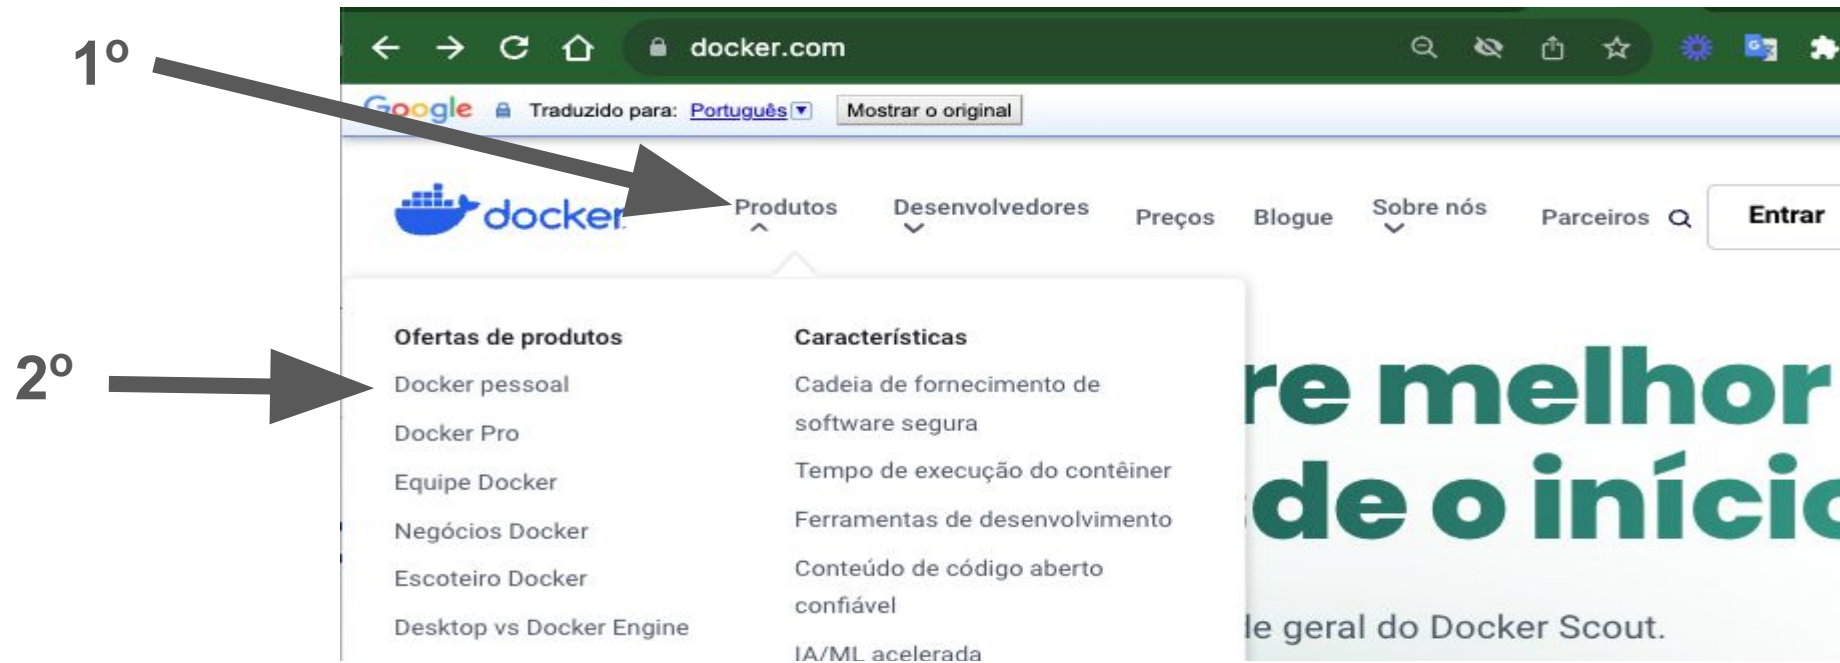 1º
docker.com
Google Traduzido para: Português Mostrar o original
docker
Produtos Desenvolvedores Preços Blogue Sobre nós Parceiros Entrar
2º
Ofertas de produtos
Docker pessoal
Docker Pro
Equipe Docker
Negócios Docker
Escoteiro Docker
Desktop vs Docker Engine
Características
Cadeia de fornecimento de
software segura
Tempo de execução do contêiner
Ferramentas de desenvolvimento
Conteúdo de código aberto
confiável
IA/ML acelerada
re melhor
de o iníci
le geral do Docker Scout.